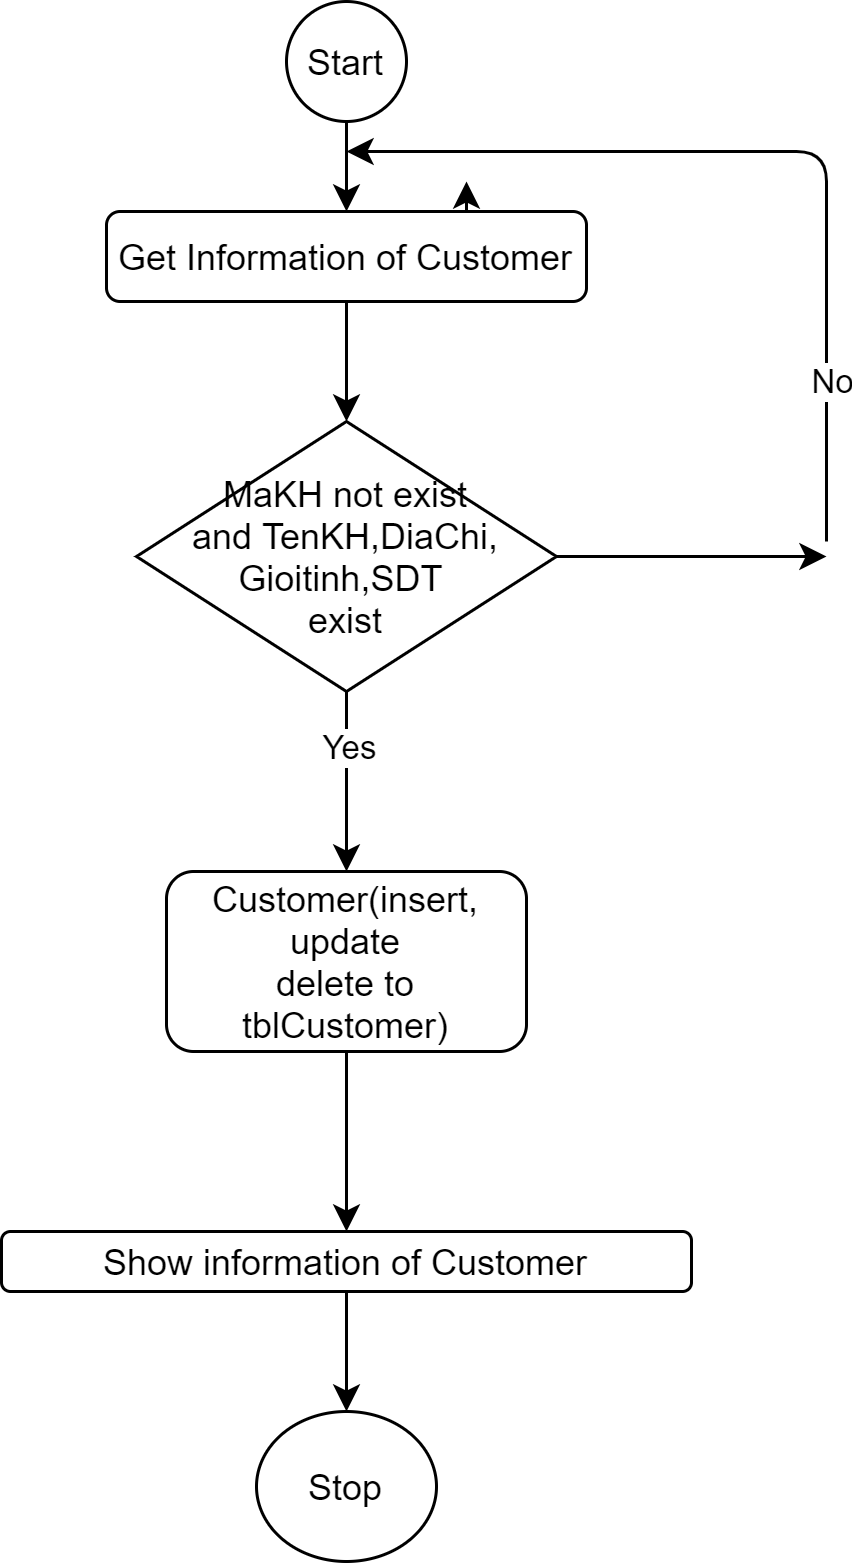 Start
Get Information of Customer
No
MaKH not exist
and TenKH,DiaChi,
Gioitinh,SDT
exist
Yes
Customer(insert,
update
delete to
tblCustomer)
Show information of Customer
Stop